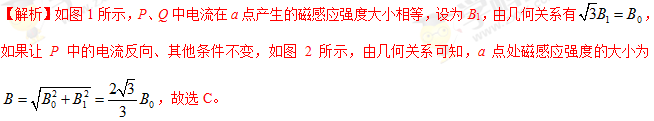 【解析】如图 1 所示，P、Q 中电流在 a 点产生的磁感应强度大小相等，设为 B₁，由几何关系有 √3B₁ = B₀，
如果让 P 中的电流反向、其他条件不变，如图 2 所示，由几何关系可知，a 点处磁感应强度的大小为
B = √(B₀² + B₁²) = (2√3/3)B₀，故选 C。